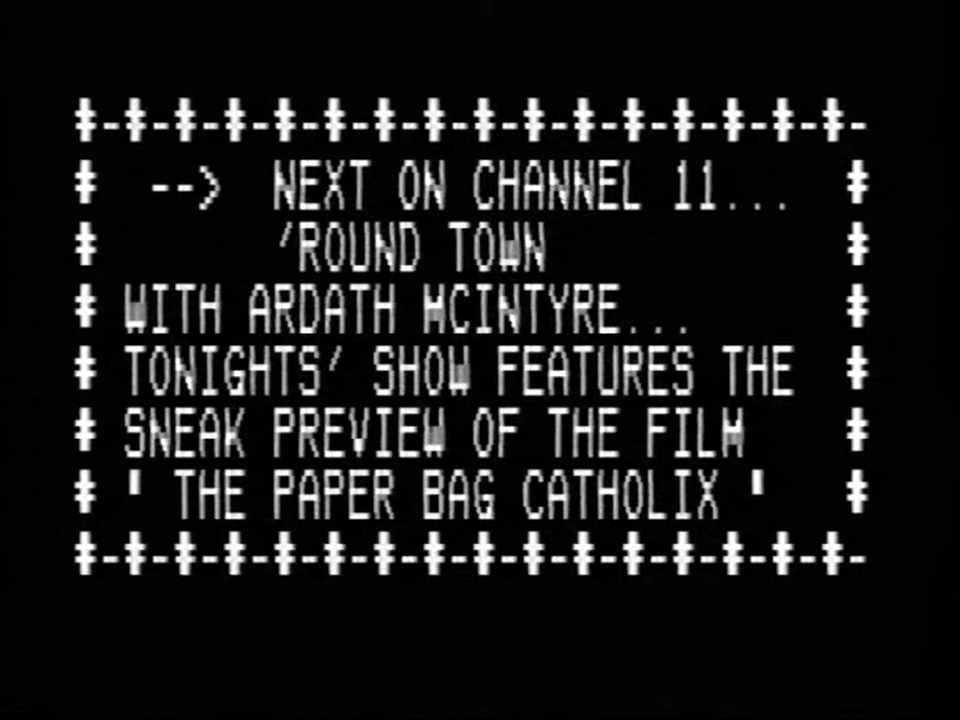 ‡-‡-‡-‡-‡-‡-‡-‡-‡-‡-‡-‡-‡-‡-‡-‡-
‡ --> NEXT ON CHANNEL 11... ‡
‡ 'ROUND TOWN ‡
‡ WITH ARDATH MCINTYRE... ‡
‡ TONIGHTS' SHOW FEATURES THE ‡
‡ SNEAK PREVIEW OF THE FILM ‡
‡ ' THE PAPER BAG CATHOLIX ' ‡
‡-‡-‡-‡-‡-‡-‡-‡-‡-‡-‡-‡-‡-‡-‡-‡-